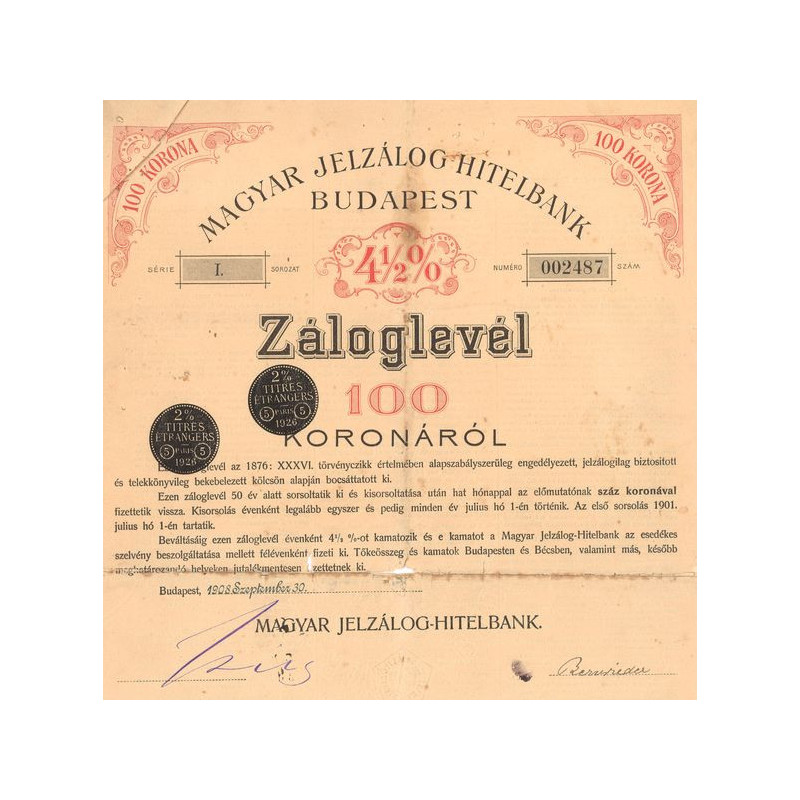 100 KORONA
100 KORONA
MAGYAR JELZÁLOG-HITELBANK
BUDAPEST
SÉRIE I. SOROZAT
4½%
NUMÉRO 002487 SZÁM
Záloglevél
2% TITRES ÉTRANGERS 5 PARIS 5 1926
100
2% TITRES ÉTRANGERS 5 PARIS 5 1926
KORONÁRÓL
záloglevél az 1876: XXXVI. törvényczikk értelmében alapszabályszerüleg engedélyezett, jelzálogilag biztositott
és telekkönyvileg bekebelezett kölcsön alapján bocsáttatott ki.
Ezen záloglevél 50 év alatt sorsoltatik ki és kisorsoltatása után hat hónappal az előmutatónak száz koronával
fizettetik vissza. Kisorsolás évenként legalább egyszer és pedig minden év julius hó 1-én történik. Az első sorsolás 1901.
julius hó 1-én tartatik.
Beváltásáig ezen záloglevél évenként 4½ %-ot kamatozik és e kamatot a Magyar Jelzálog-Hitelbank az esedékes
szelvény beszolgáltatása mellett félévenként fizeti ki. Tőkeösszeg és kamatok Budapesten és Bécsben, valamint más, később
meghatározandó helyeken jutalékmentesen fizettetnek ki.
Budapest, 1908 Szeptember 30.
MAGYAR JELZÁLOG-HITELBANK.